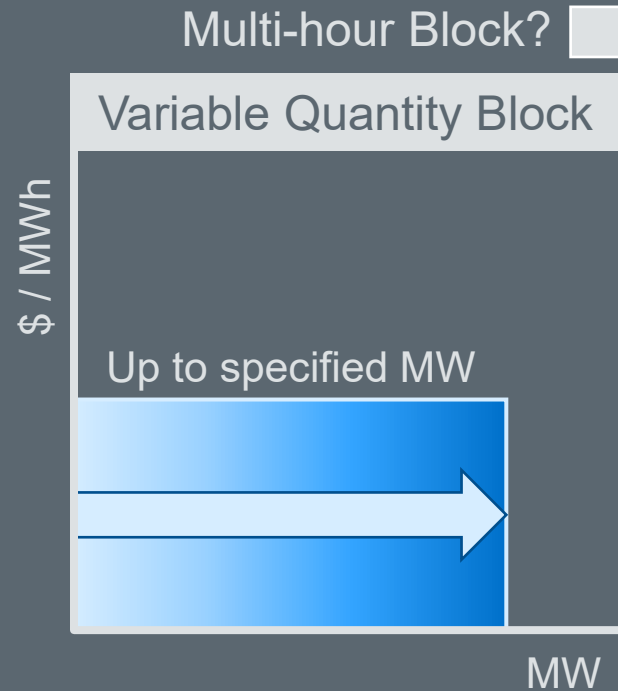 Multi-hour Block?
Variable Quantity Block
$ / MWh
Up to specified MW
MW